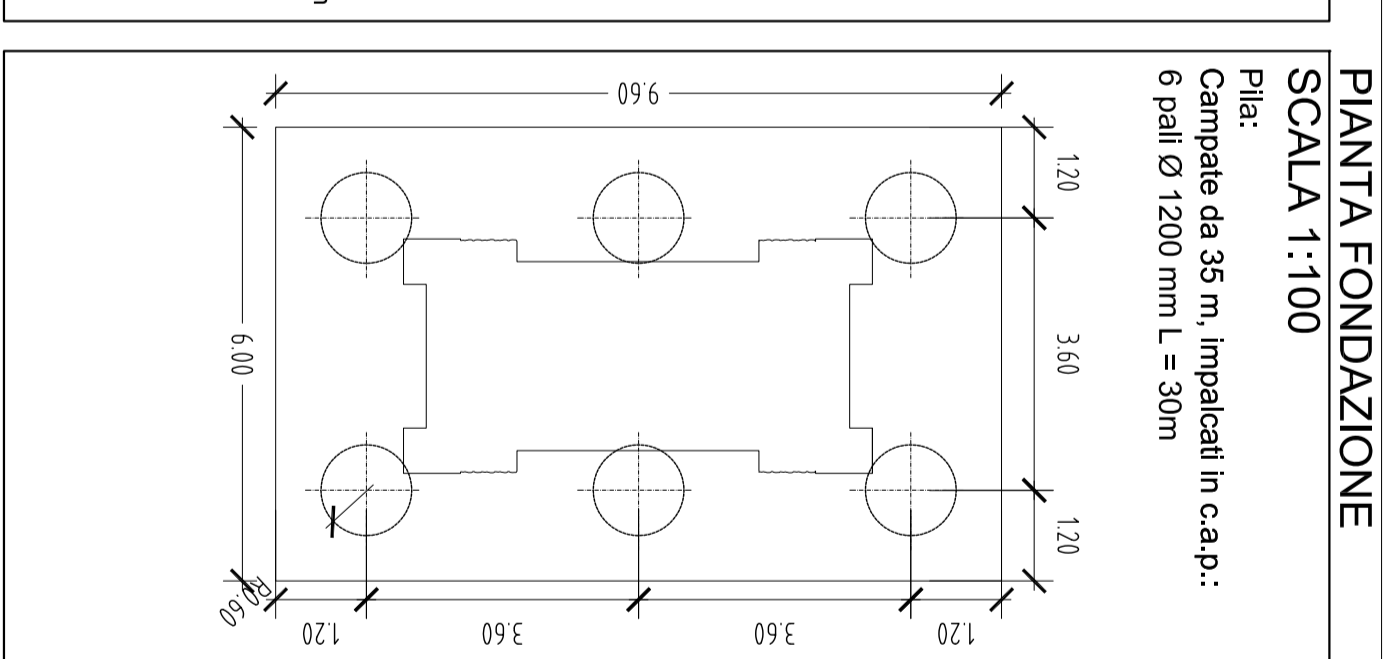 PIANTA FONDAZIONE
SCALA 1:100
Pila:
Campate da 35 m, impalcati in c.a.p.:
6 pali Ø 1200 mm L = 30m
9.60
1.20
3.60
1.20
6.00
R0.60
1.20
3.60
3.60
1.20